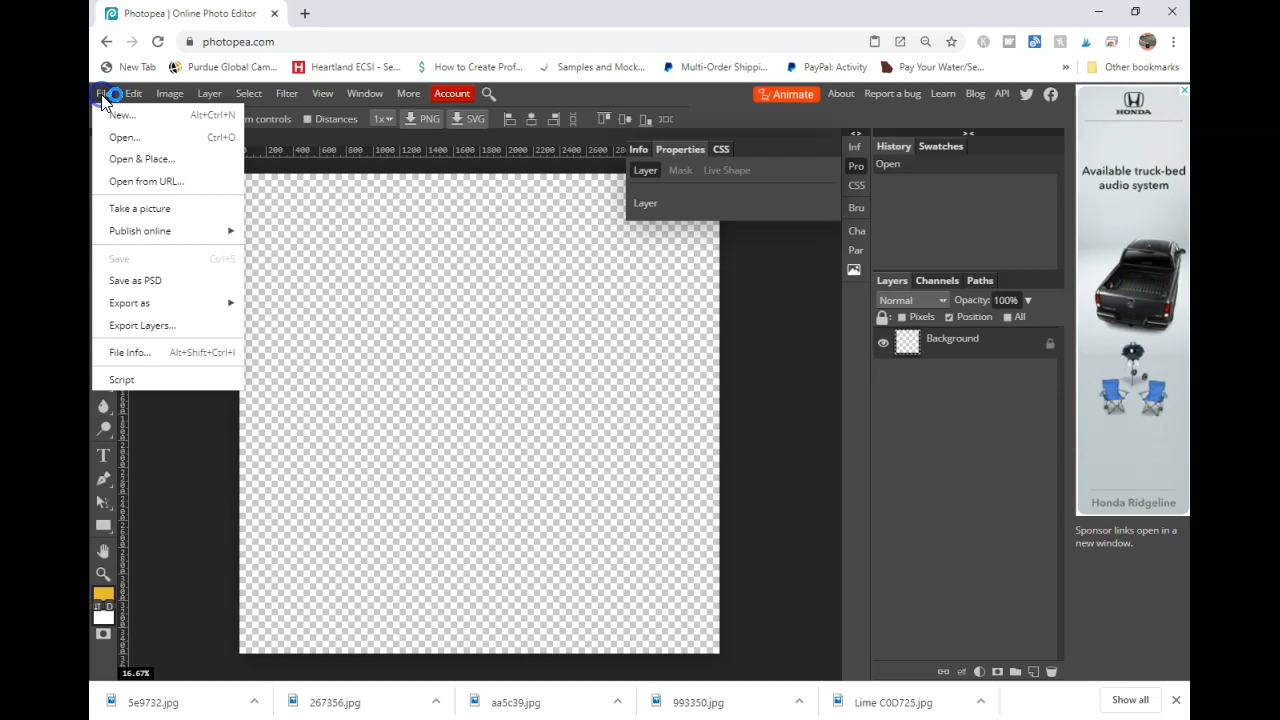 Photopea | Online Photo Editor
photopea.com
New Tab
Purdue Global Cam...
Heartland ECSI - Se...
How to Create Prof...
Samples and Mock...
Multi-Order Shippi...
PayPal: Activity
Pay Your Water/Se...
»
Other bookmarks
Edit Image Layer Select Filter View Window More Account
Animate About Report a bug Learn Blog API
m controls Distances 1x PNG SVG
New... Alt+Ctrl+N
Open... Ctrl+O
Open & Place...
Open from URL...
Take a picture
Publish online
Save Ctrl+S
Save as PSD
Export as
Export Layers...
File Info... Alt+Shift+Ctrl+I
Script
200 400 600 800 1000 1200 1400 1600 1800 2000 2200 2400 2600
Info Properties CSS
Layer Mask Live Shape
Layer
Inf
Pro
CSS
Bru
Cha
Par
History Swatches
Open
Layers Channels Paths
Normal Opacity: 100%
Pixels Position All
Background
16.67%
HONDA
Available truck-bed
audio system
Honda Ridgeline
Sponsor links open in a
new window.
5e9732.jpg
267356.jpg
aa5c39.jpg
993350.jpg
Lime C0D725.jpg
Show all